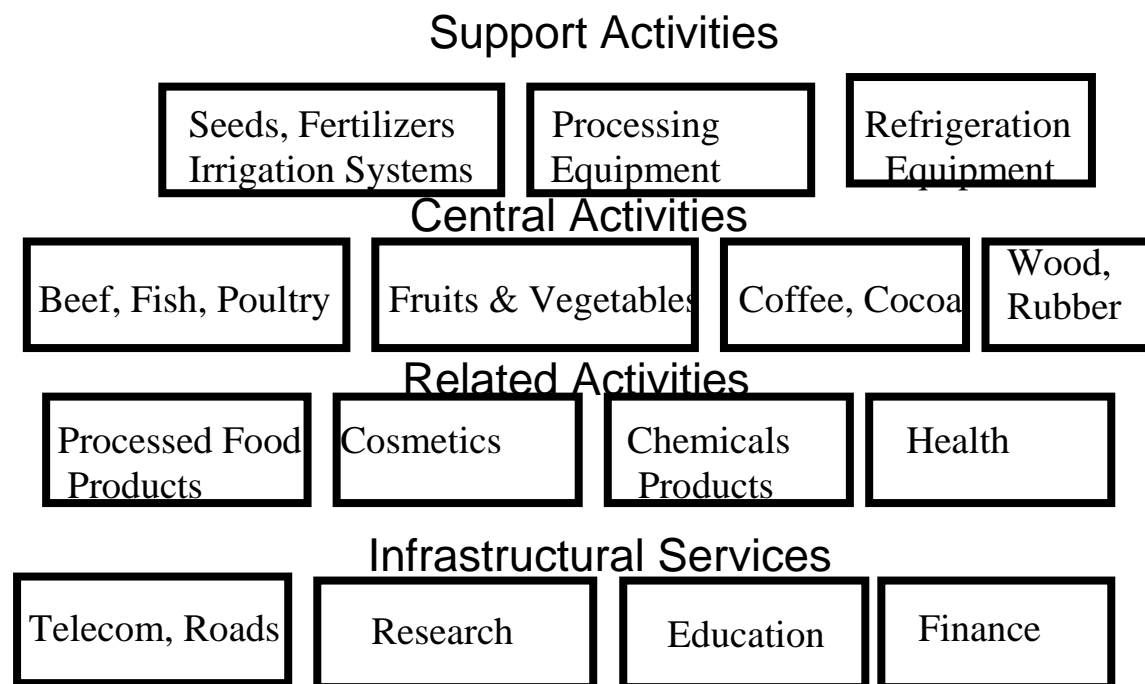 Support Activities
Seeds, Fertilizers
Irrigation Systems
Processing
Equipment
Refrigeration
Equipment
Central Activities
Beef, Fish, Poultry
Fruits & Vegetables
Coffee, Cocoa
Wood,
Rubber
Related Activities
Processed Food
Products
Cosmetics
Chemicals
Products
Health
Infrastructural Services
Telecom, Roads
Research
Education
Finance